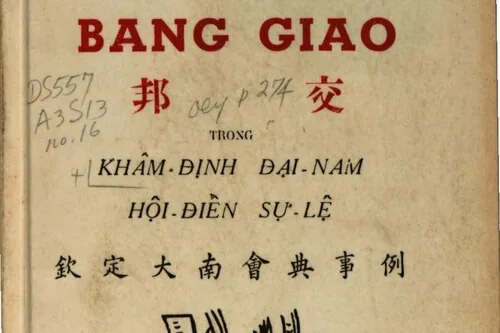 BANG GIAO
DS557
A3S13
no.16
邦 交
TRONG
KHÂM-ĐỊNH ĐẠI-NAM
HỘI-ĐIỀN SỰ-LỆ
欽定大南會典事例